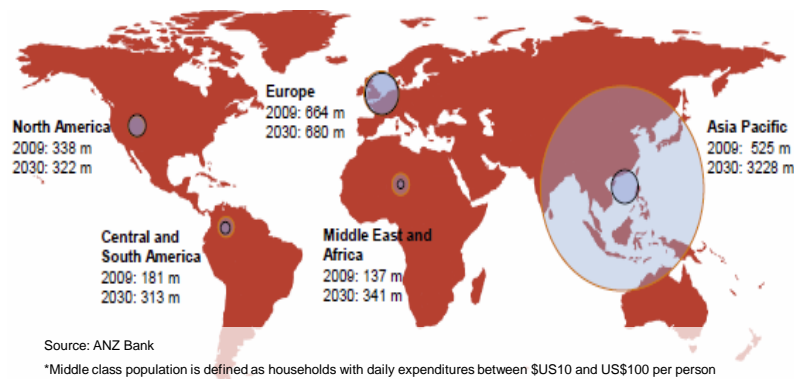 North America
2009: 338 m
2030: 322 m
Europe
2009: 664 m
2030: 680 m
Asia Pacific
2009: 525 m
2030: 3228 m
Central and
South America
2009: 181 m
2030: 313 m
Middle East and
Africa
2009: 137 m
2030: 341 m
Source: ANZ Bank
*Middle class population is defined as households with daily expenditures between $US10 and US$100 per person